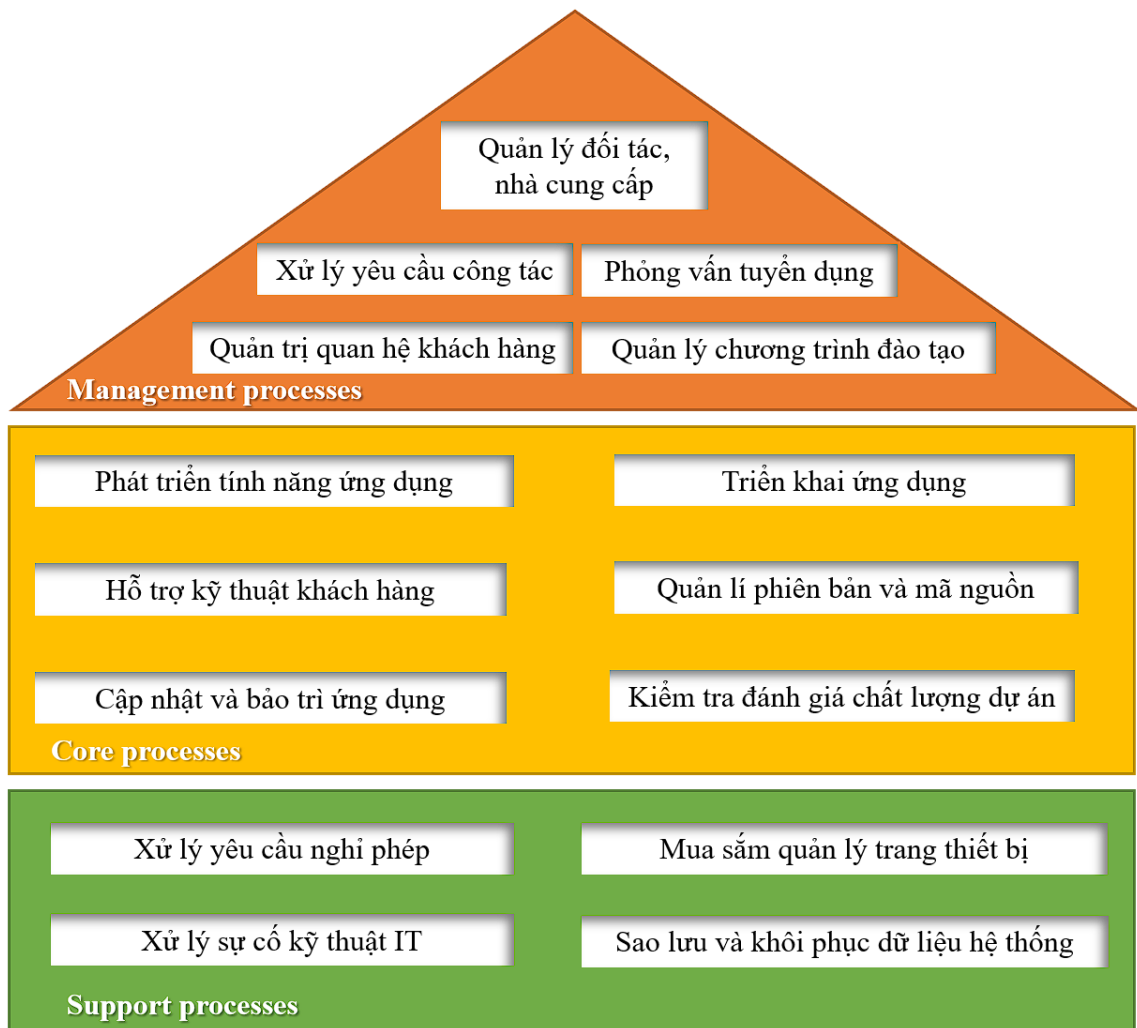 Quản lý đối tác,
nhà cung cấp
Xử lý yêu cầu công tác
Phỏng vấn tuyển dụng
Quản trị quan hệ khách hàng
Quản lý chương trình đào tạo
Management processes
Phát triển tính năng ứng dụng
Triển khai ứng dụng
Hỗ trợ kỹ thuật khách hàng
Quản lí phiên bản và mã nguồn
Cập nhật và bảo trì ứng dụng
Kiểm tra đánh giá chất lượng dự án
Core processes
Xử lý yêu cầu nghỉ phép
Mua sắm quản lý trang thiết bị
Xử lý sự cố kỹ thuật IT
Sao lưu và khôi phục dữ liệu hệ thống
Support processes